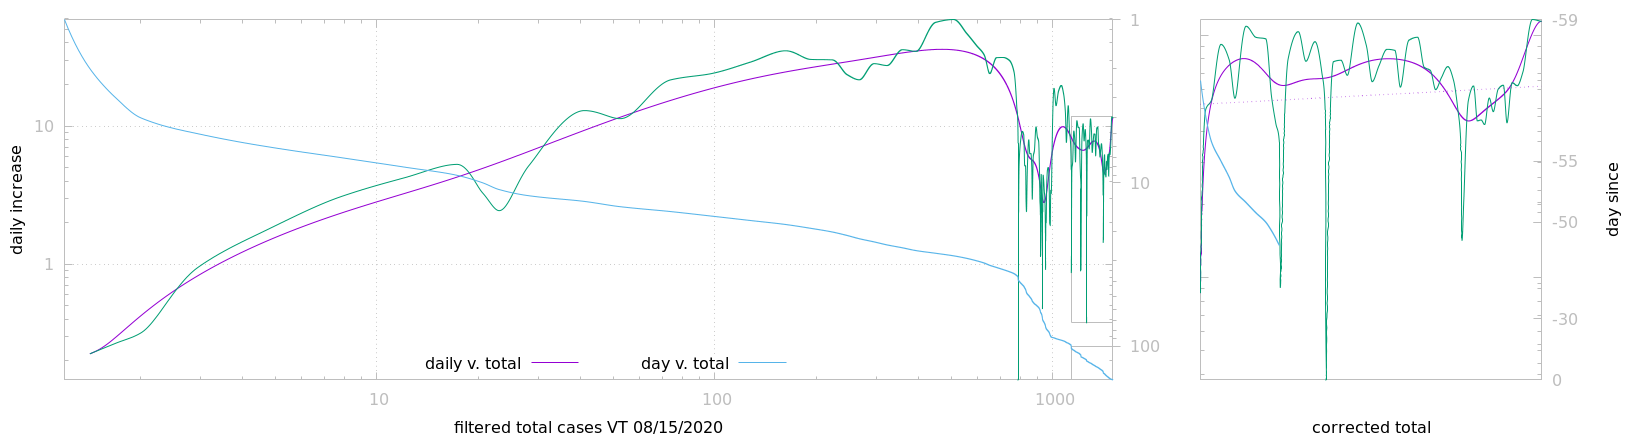 daily increase
10
1
daily v. total
day v. total
10
100
1000
filtered total cases VT 08/15/2020
1
10
100
-59
-55
-50
-30
0
day since
corrected total